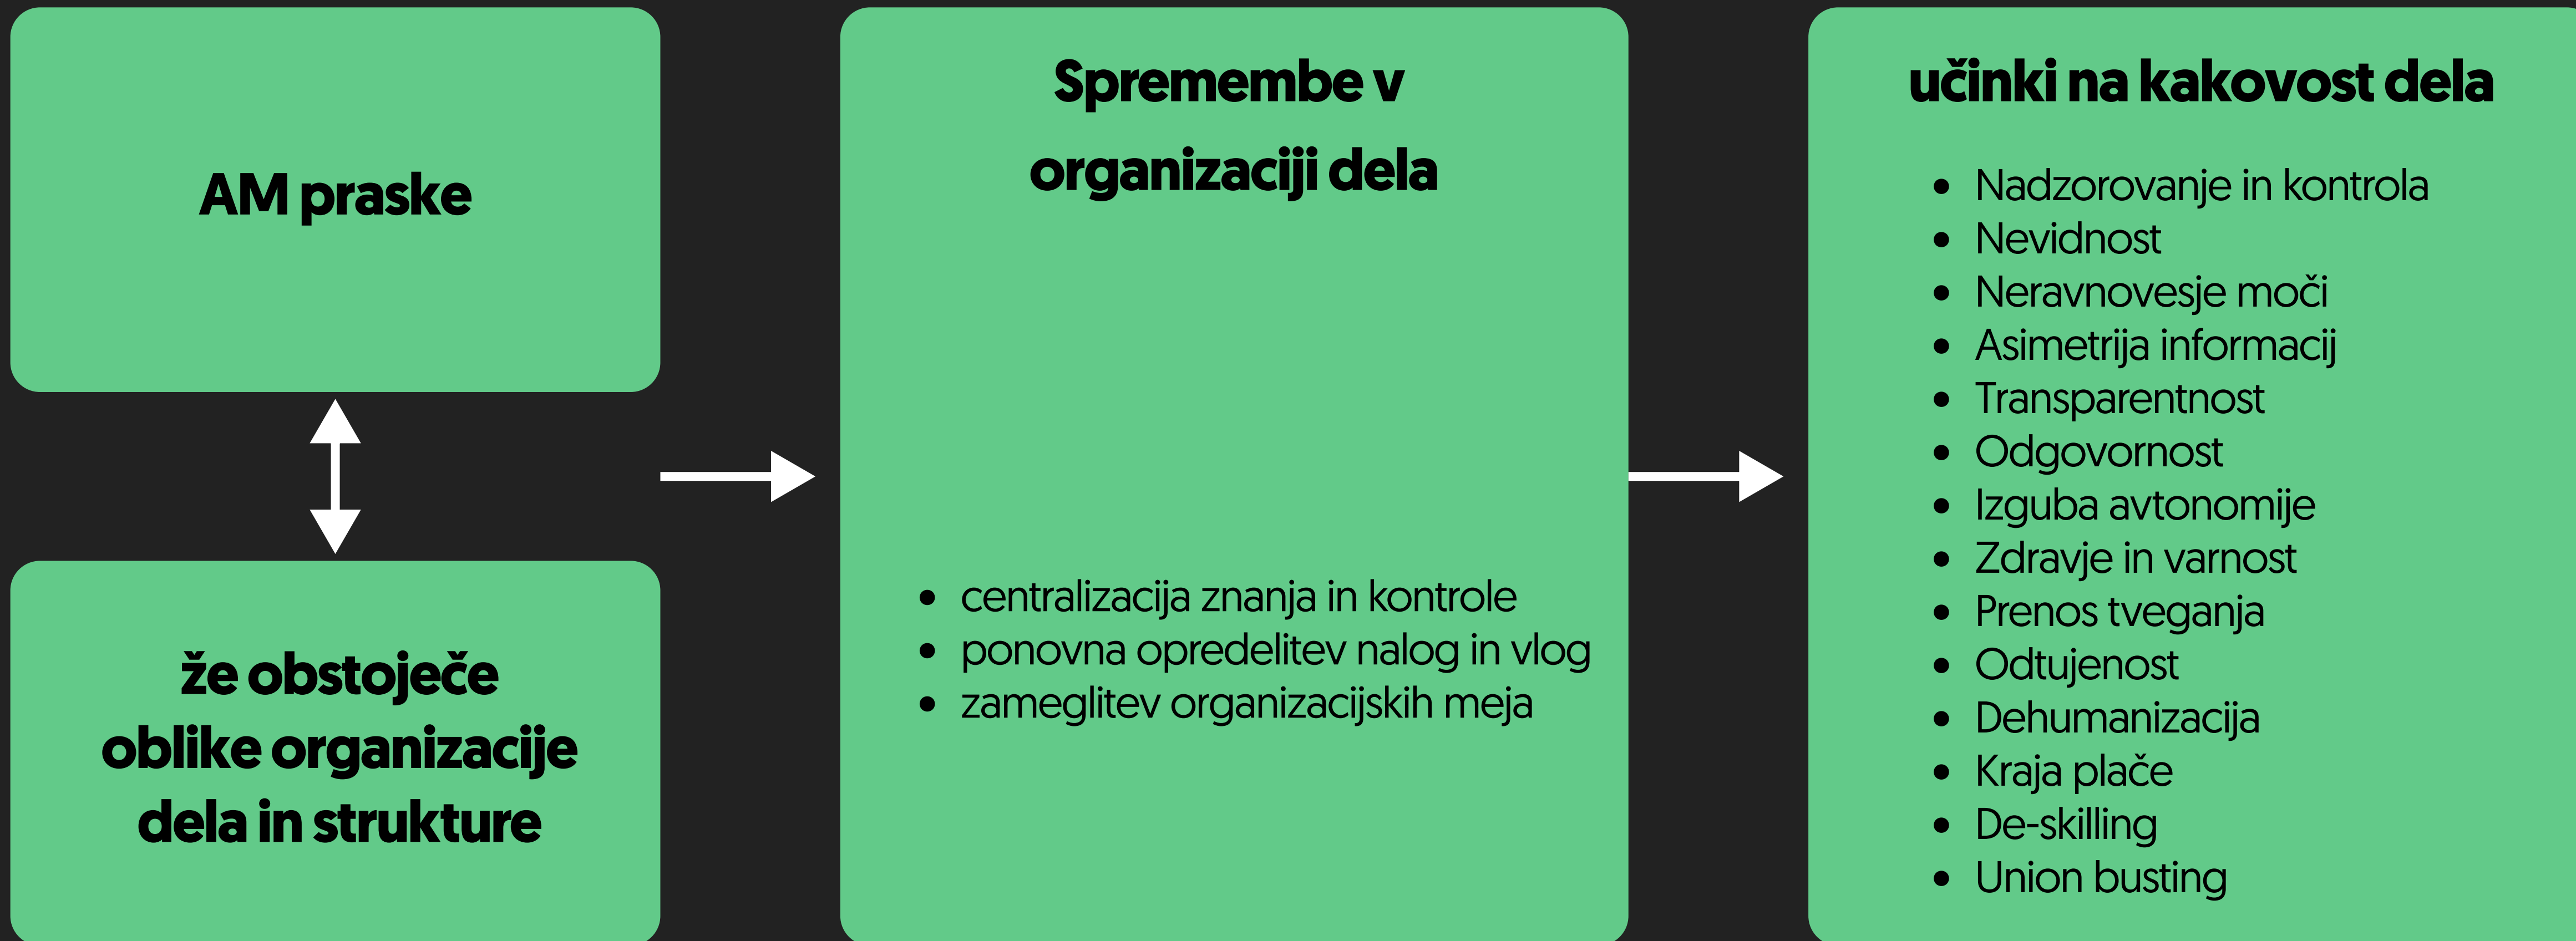 AM praske
že obstoječe
oblike organizacije
dela in strukture
Spremembe v
organizaciji dela
• centralizacija znanja in kontrole
• ponovna opredelitev nalog in vlog
• zameglitev organizacijskih meja
učinki na kakovost dela
• Nadzorovanje in kontrola
• Nevidnost
• Neravnovesje moči
• Asimetrija informacij
• Transparentnost
• Odgovornost
• Izguba avtonomije
• Zdravje in varnost
• Prenos tveganja
• Odtujenost
• Dehumanizacija
• Kraja plače
• De-skilling
• Union busting